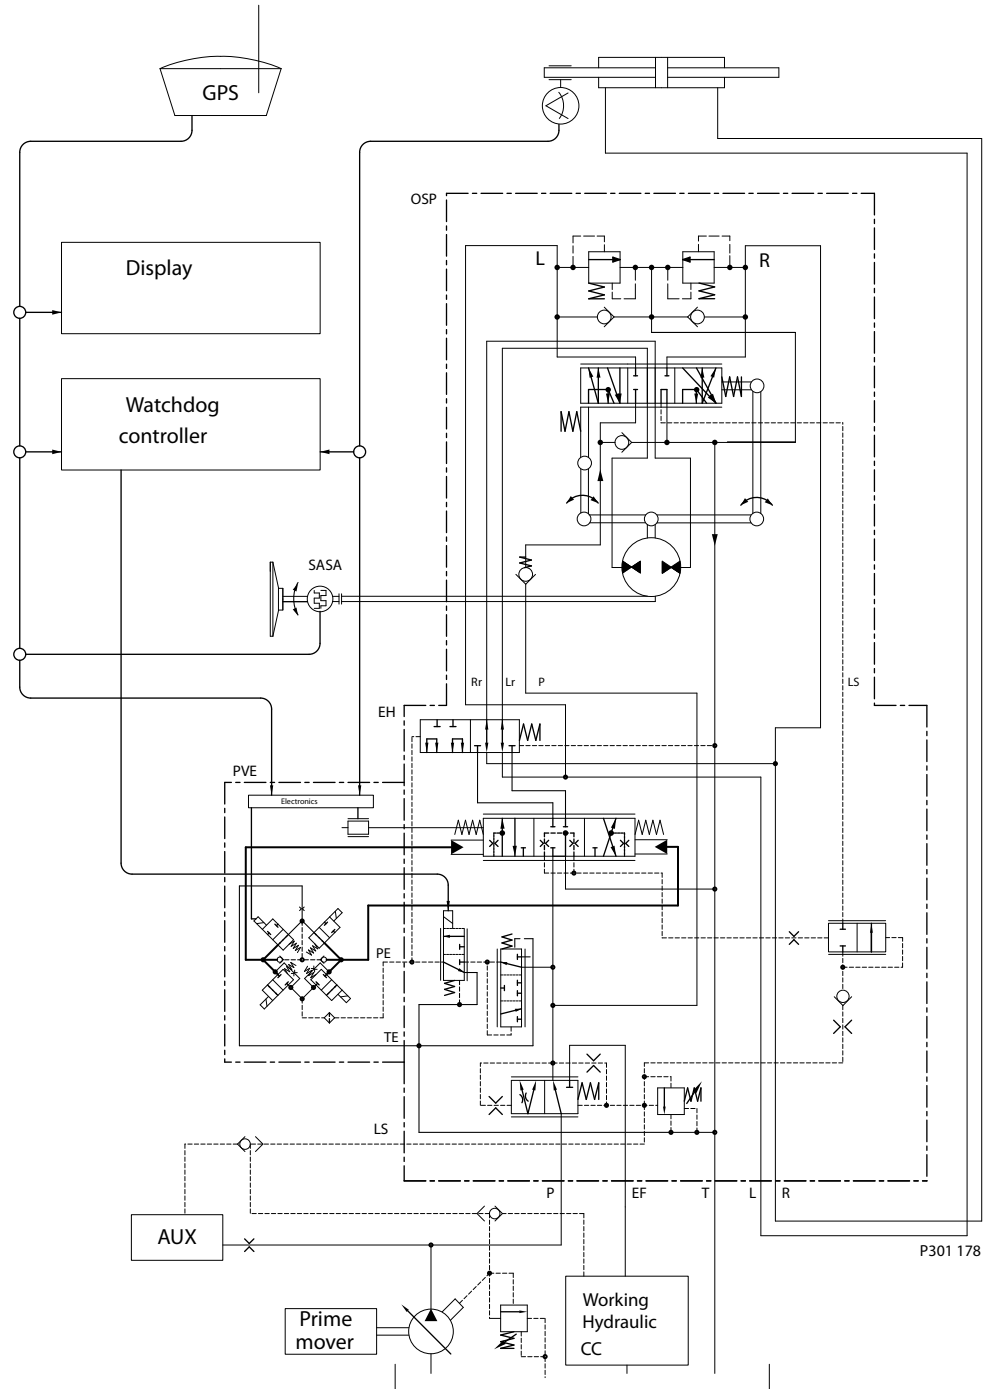 GPS
OSP
L
R
Display
Watchdog
controller
SASA
Rr
Lr
P
LS
EH
PVE
Electronics
PE
TE
LS
P
EF
T
L
R
AUX
P301 178
Prime
mover
Working
Hydraulic
CC